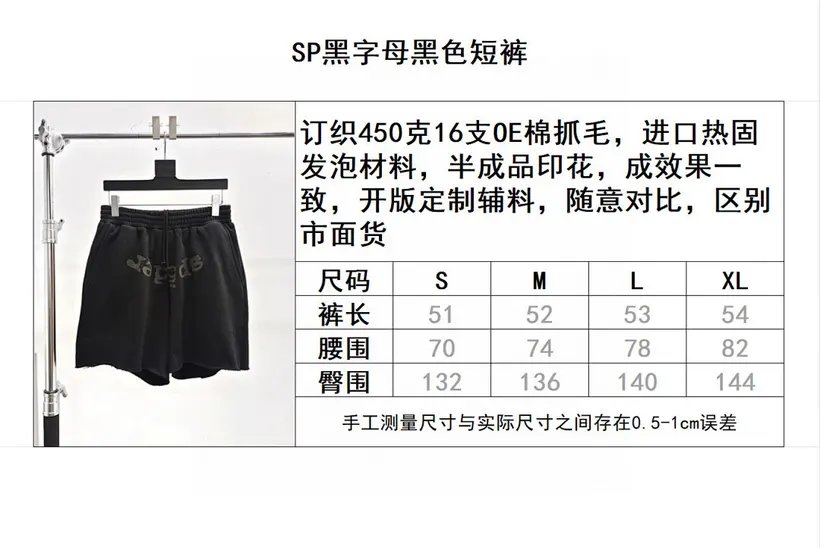 SP黑字母黑色短裤
订织450克16支OE棉抓毛，进口热固
发泡材料，半成品印花，成效果一
致，开版定制辅料，随意对比，区别
市面货
尺码 S M L XL
裤长 51 52 53 54
腰围 70 74 78 82
臀围 132 136 140 144
手工测量尺寸与实际尺寸之间存在0.5-1cm误差